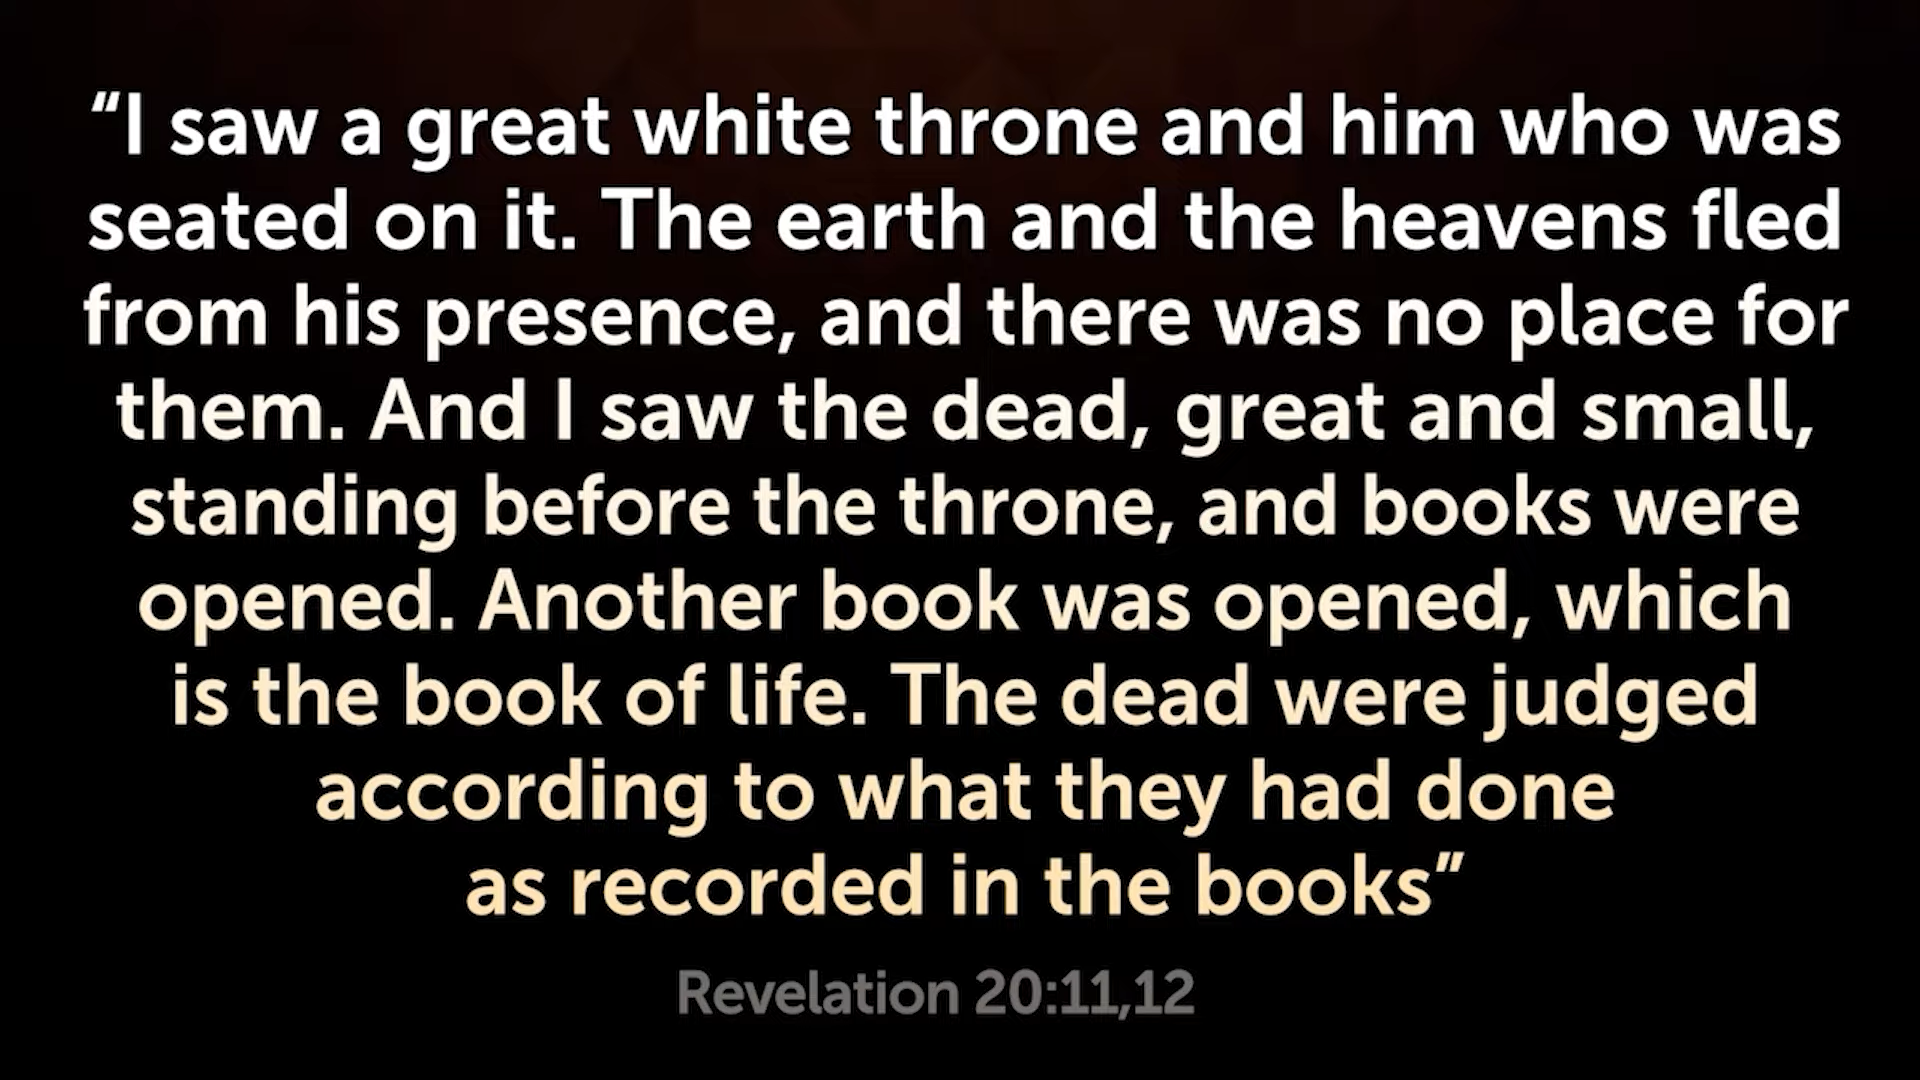 “I saw a great white throne and him who was
seated on it. The earth and the heavens fled
from his presence, and there was no place for
them. And I saw the dead, great and small,
standing before the throne, and books were
opened. Another book was opened, which
is the book of life. The dead were judged
according to what they had done
as recorded in the books”
Revelation 20:11,12